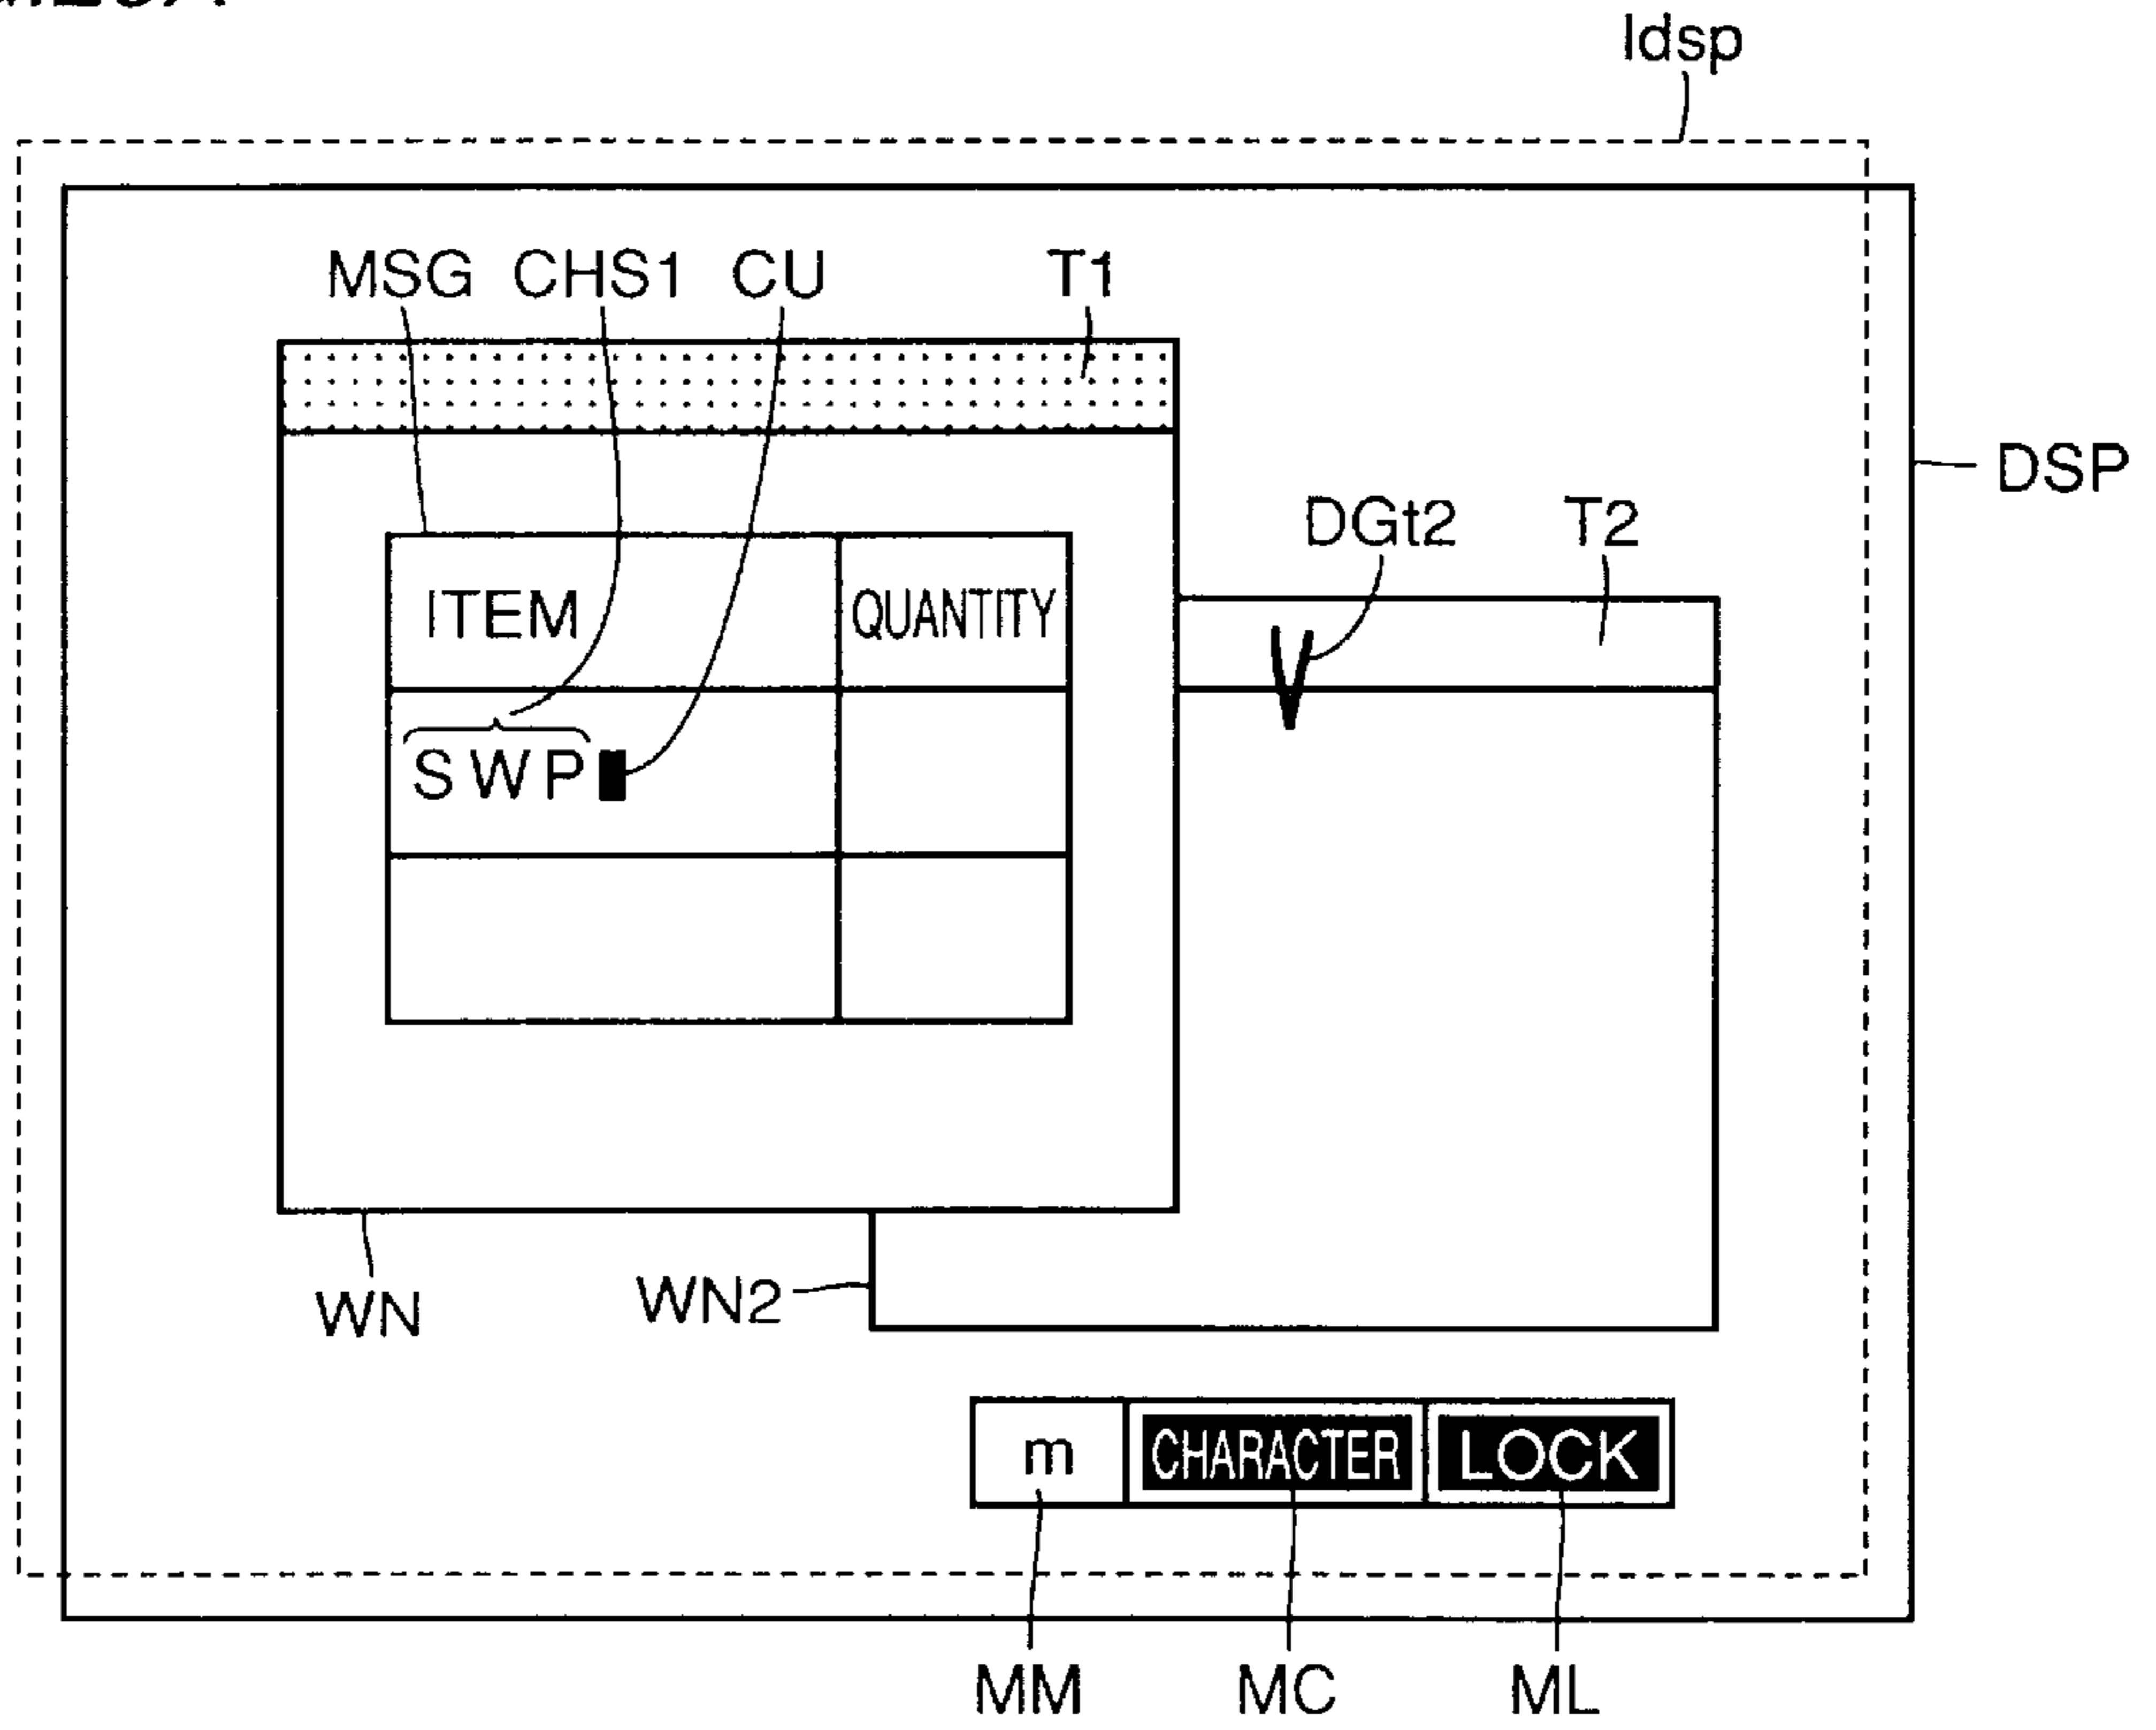 Idsp
MSG CHS1 CU T1
DSP
DGt2 T2
ITEM QUANTITY
SWP
WN WN2
m CHARACTER LOCK
MM MC ML